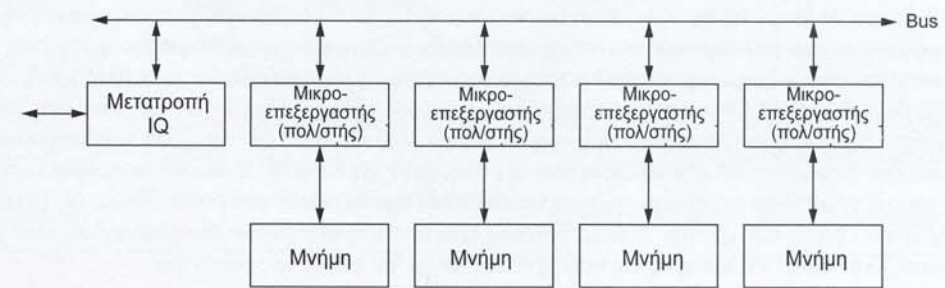 Bus
Μετατροπή
IQ
Μικρο-
επεξεργαστής
(πολ/στής)
Μικρο-
επεξεργαστής
(πολ/στής)
Μικρο-
επεξεργαστής
(πολ/στής)
Μικρο-
επεξεργαστής
(πολ/στής)
Μνήμη
Μνήμη
Μνήμη
Μνήμη